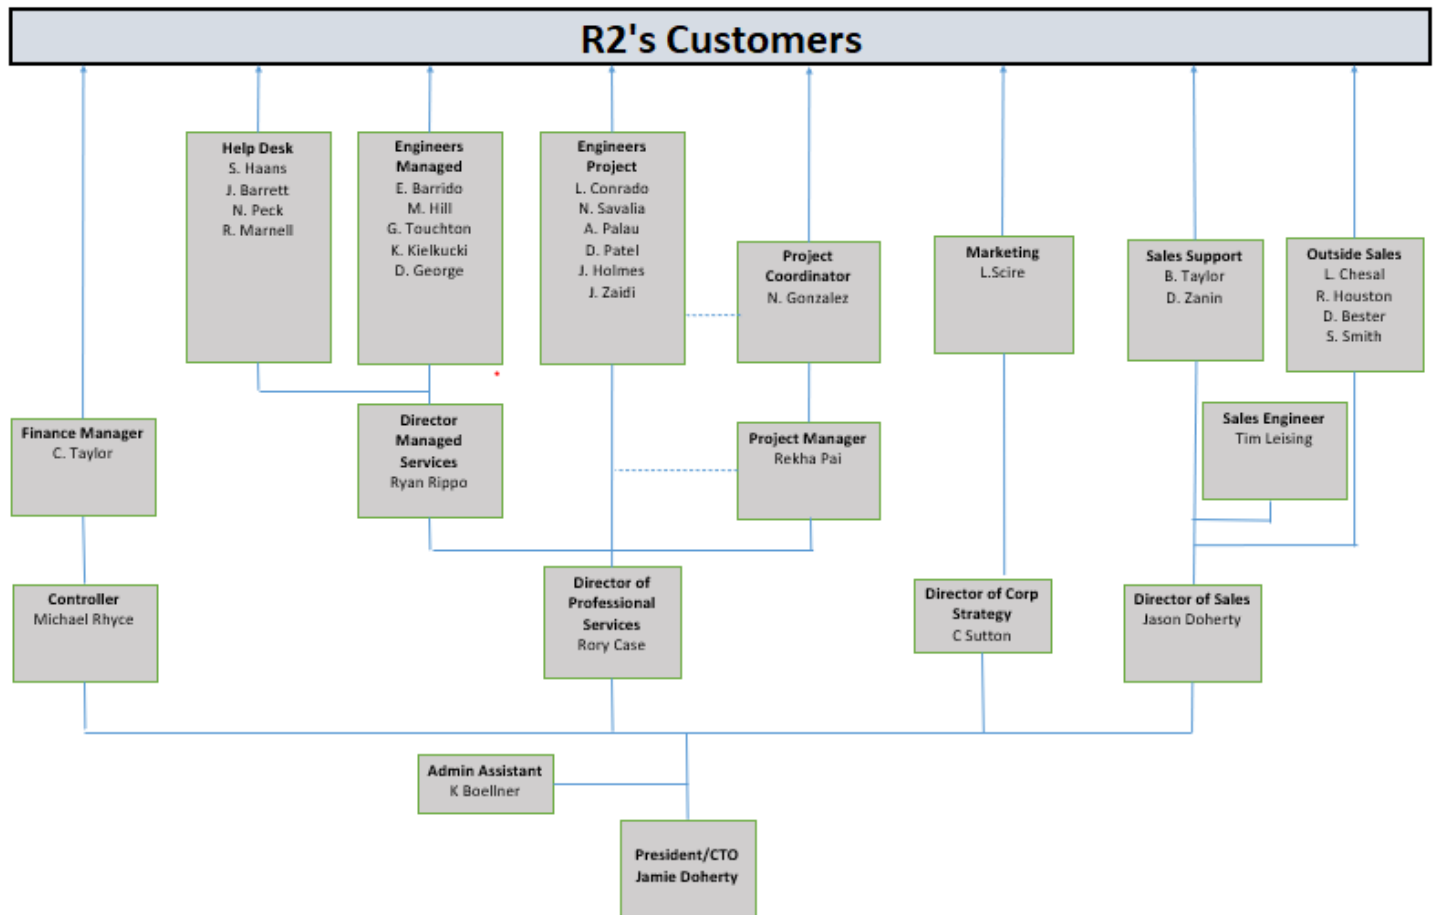 R2's Customers
Help Desk
S. Haans
J. Barrett
N. Peck
R. Marnell
Engineers
Managed
E. Barrido
M. Hill
G. Touchton
K. Kielkucki
D. George
Engineers
Project
L. Conrado
N. Savalia
A. Palau
D. Patel
J. Holmes
J. Zaidi
Project
Coordinator
N. Gonzalez
Marketing
L.Scire
Sales Support
B. Taylor
D. Zanin
Outside Sales
L. Chesal
R. Houston
D. Bester
S. Smith
Finance Manager
C. Taylor
Director
Managed
Services
Ryan Rippo
Project Manager
Rekha Pai
Sales Engineer
Tim Leising
Controller
Michael Rhyce
Director of
Professional
Services
Rory Case
Director of Corp
Strategy
C Sutton
Director of Sales
Jason Doherty
Admin Assistant
K Boellner
President/CTO
Jamie Doherty